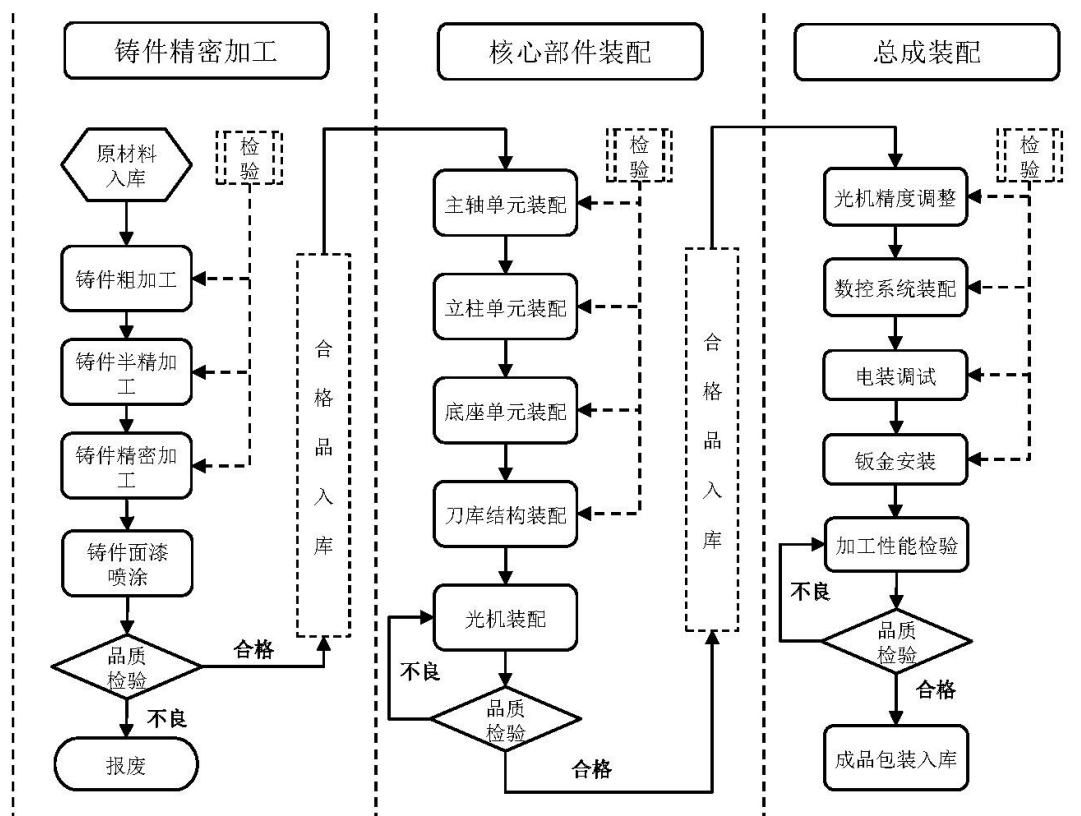 铸件精密加工
原材料
入库
检
验
铸件粗加工
铸件半精加
工
铸件精密加
工
铸件面漆
喷涂
品质
检验
合格
不良
报废
合
格
品
入
库
核心部件装配
检
验
主轴单元装配
立柱单元装配
底座单元装配
刀库结构装配
光机装配
不良
品质
检验
合格
合
格
品
入
库
总成装配
检
验
光机精度调整
数控系统装配
电装调试
钣金安装
加工性能检验
不良
品质
检验
合格
成品包装入库